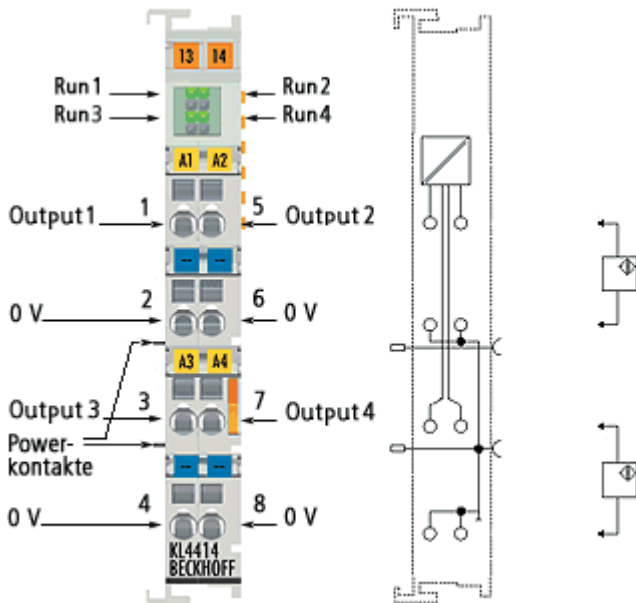 13 14
Run 1
Run 2
Run 3
Run 4
A1 A2
Output 1
1
5
Output 2
-- --
0 V
2
6
0 V
A3 A4
Output 3
3
7
Output 4
Power-
kontakte
-- --
0 V
4
8
0 V
KL4414
BECKHOFF